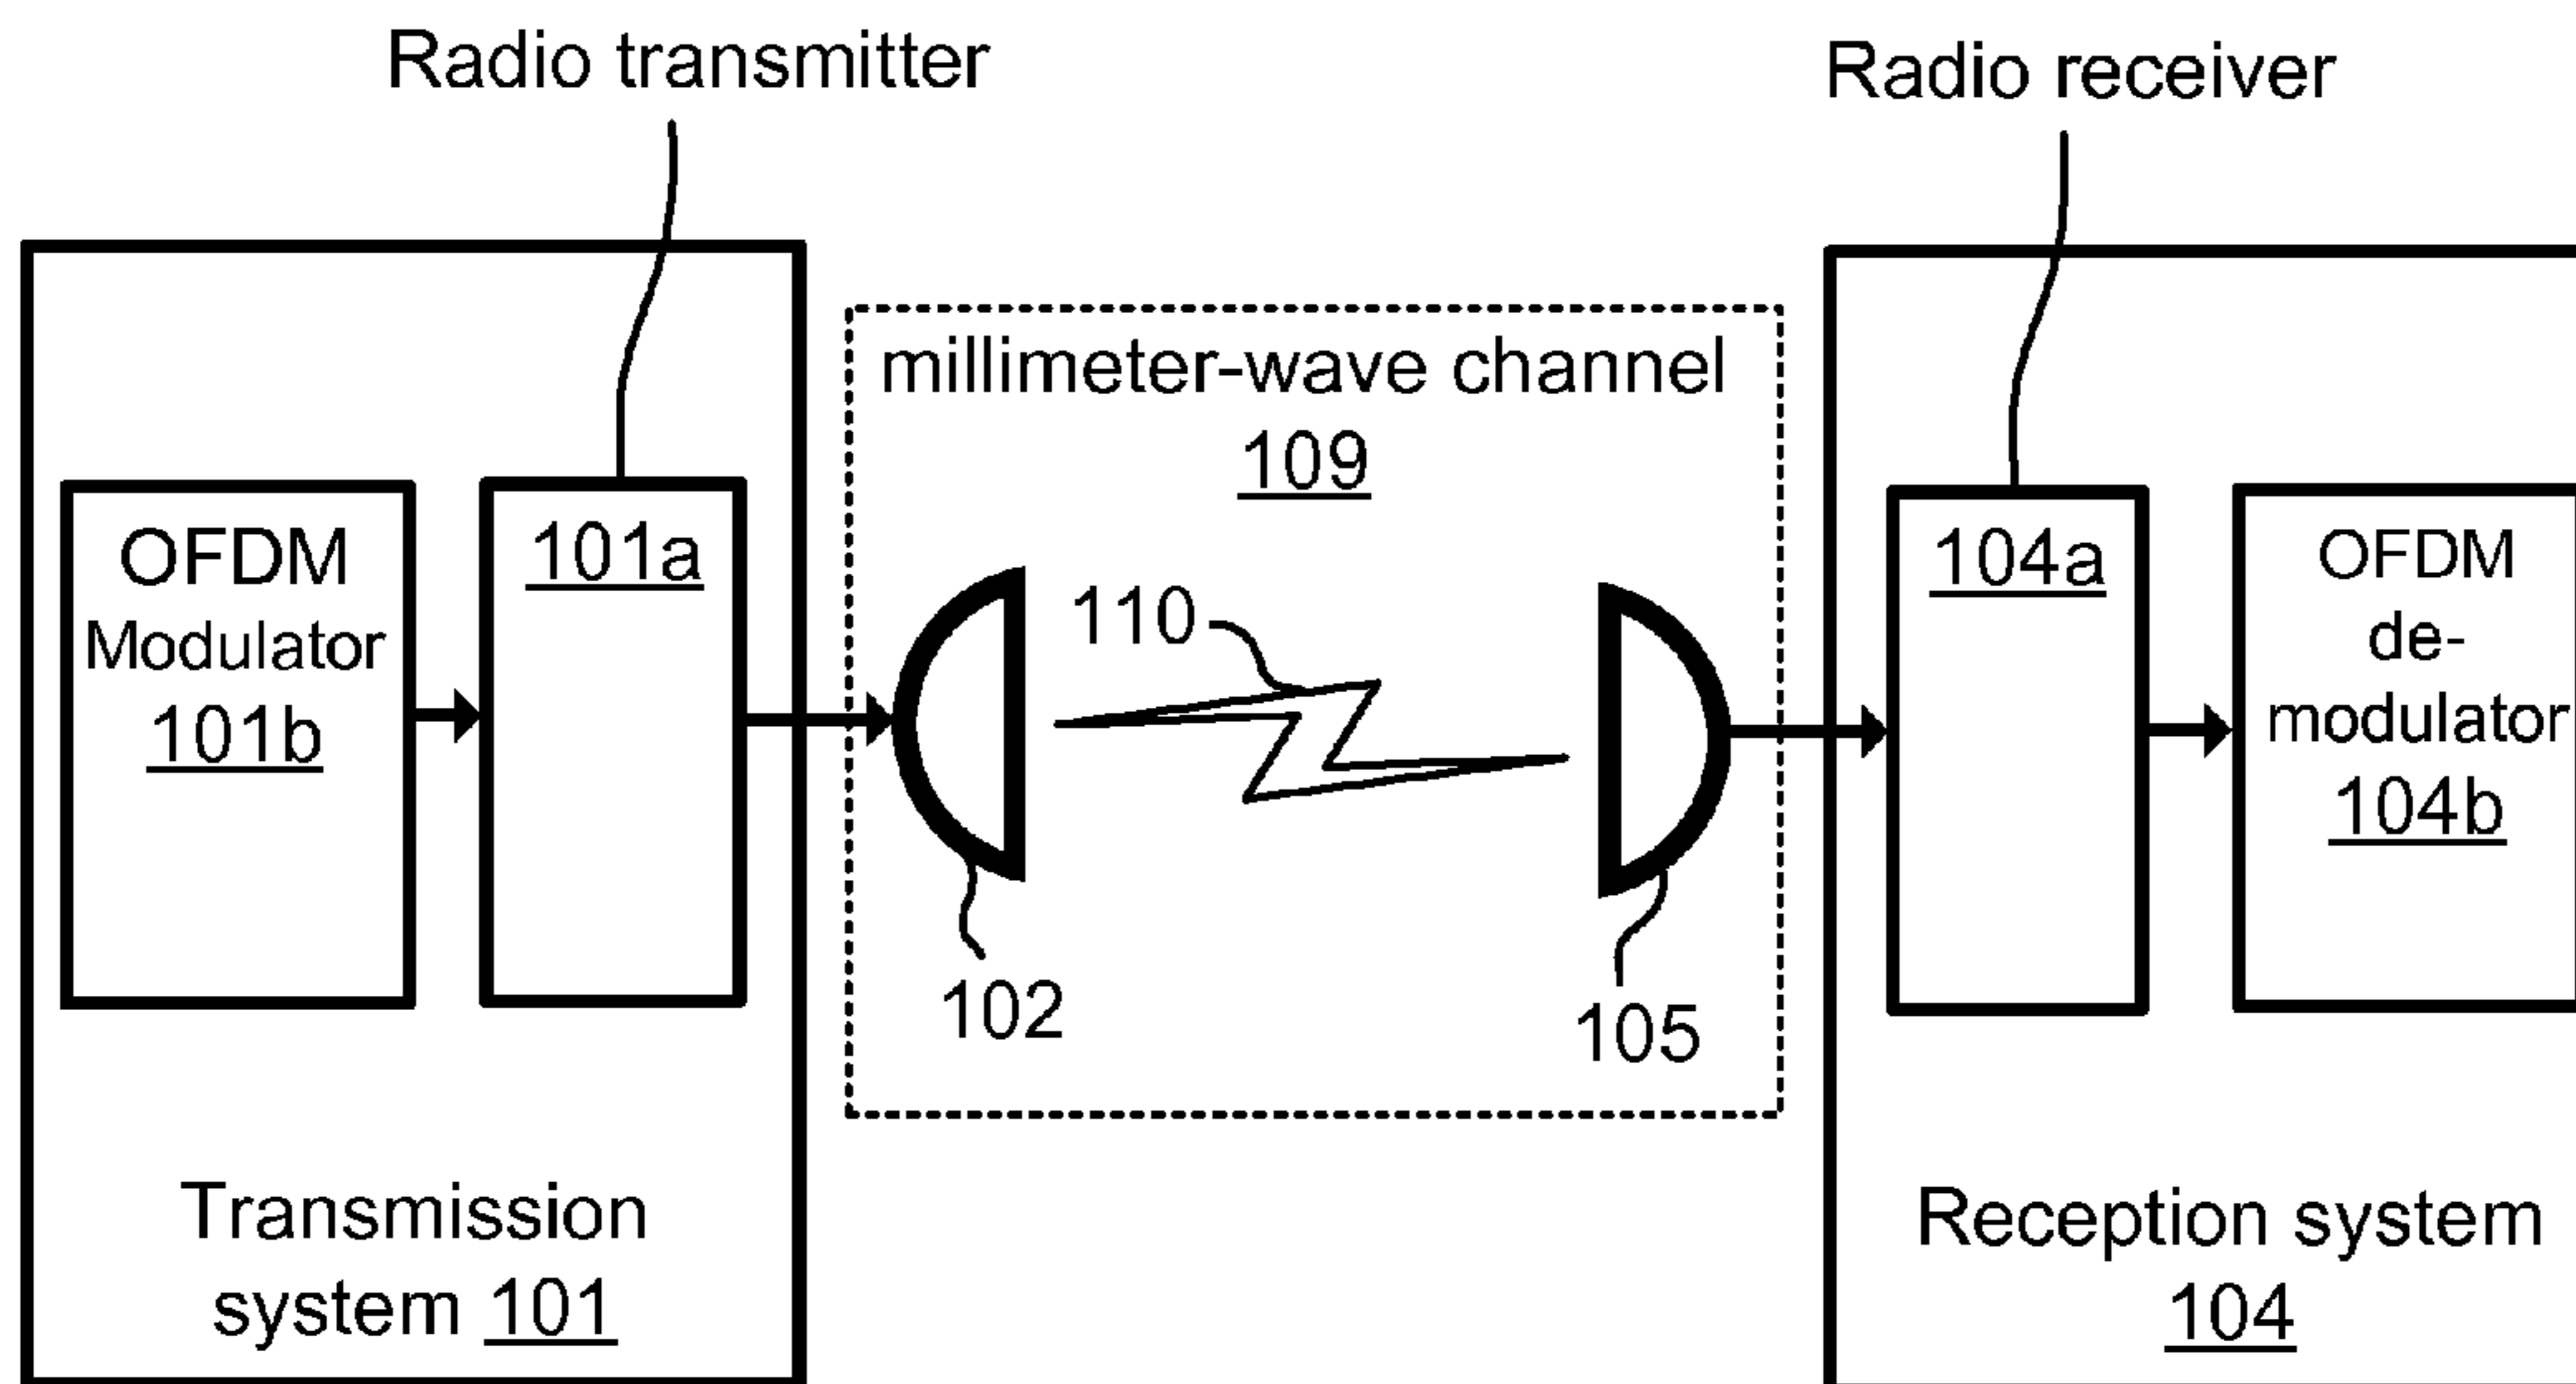 Radio transmitter
Radio receiver
millimeter-wave channel
109
OFDM
Modulator
101b
101a
110
102
105
104a
OFDM
de-
modulator
104b
Transmission
system 101
Reception system
104